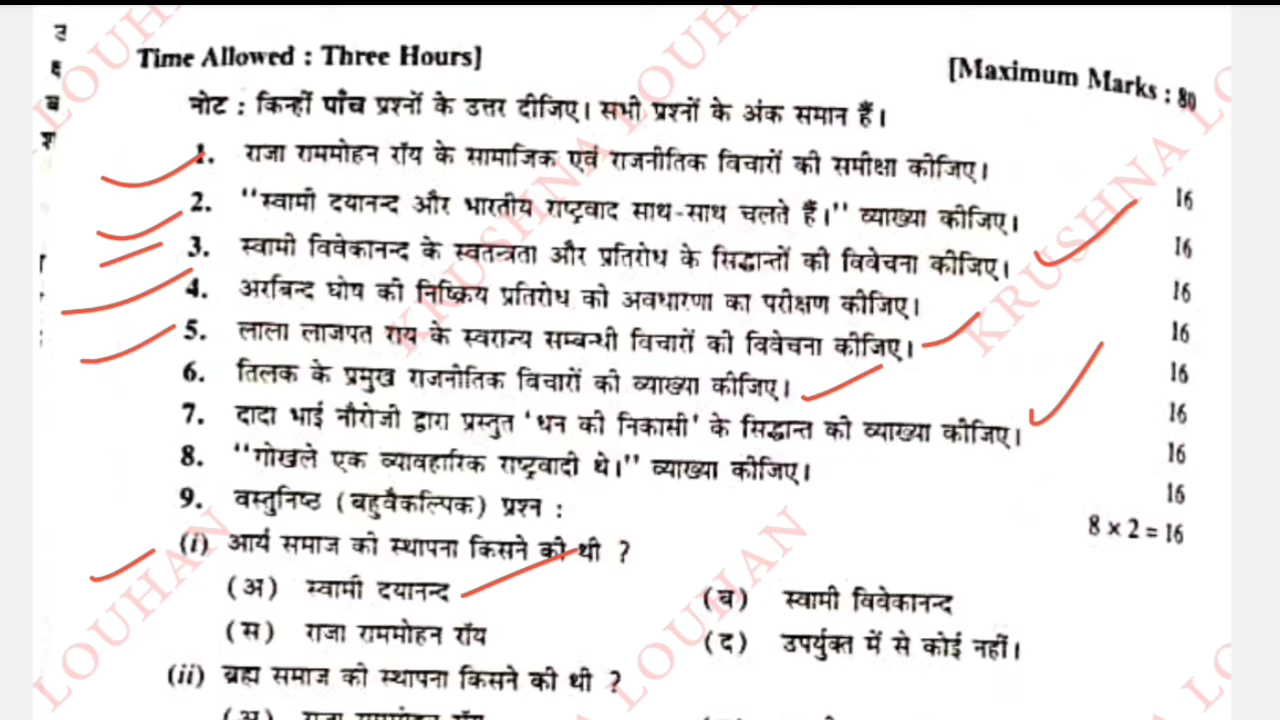 Time Allowed : Three Hours]
[Maximum Marks : 80
नोट : किन्हीं पाँच प्रश्नों के उत्तर दीजिए। सभी प्रश्नों के अंक समान हैं।
1. राजा राममोहन रॉय के सामाजिक एवं राजनीतिक विचारों की समीक्षा कीजिए। 16
2. "स्वामी दयानन्द और भारतीय राष्ट्रवाद साथ-साथ चलते हैं।" व्याख्या कीजिए। 16
3. स्वामी विवेकानन्द के स्वतन्त्रता और प्रतिरोध के सिद्धान्तों की विवेचना कीजिए। 16
4. अरबिन्द घोष की निष्क्रिय प्रतिरोध की अवधारणा का परीक्षण कीजिए। 16
5. लाला लाजपत राय के स्वराज्य सम्बन्धी विचारों की विवेचना कीजिए। 16
6. तिलक के प्रमुख राजनीतिक विचारों की व्याख्या कीजिए। 16
7. दादा भाई नौरोजी द्वारा प्रस्तुत 'धन की निकासी' के सिद्धान्त की व्याख्या कीजिए। 16
8. "गोखले एक व्यावहारिक राष्ट्रवादी थे।" व्याख्या कीजिए। 16
9. वस्तुनिष्ठ (बहुवैकल्पिक) प्रश्न : 8 × 2 = 16
(i) आर्य समाज की स्थापना किसने की थी ?
(अ) स्वामी दयानन्द (ब) स्वामी विवेकानन्द
(स) राजा राममोहन रॉय (द) उपर्युक्त में से कोई नहीं।
(ii) ब्रह्म समाज की स्थापना किसने की थी ?
KRUSHNA LOUHAN